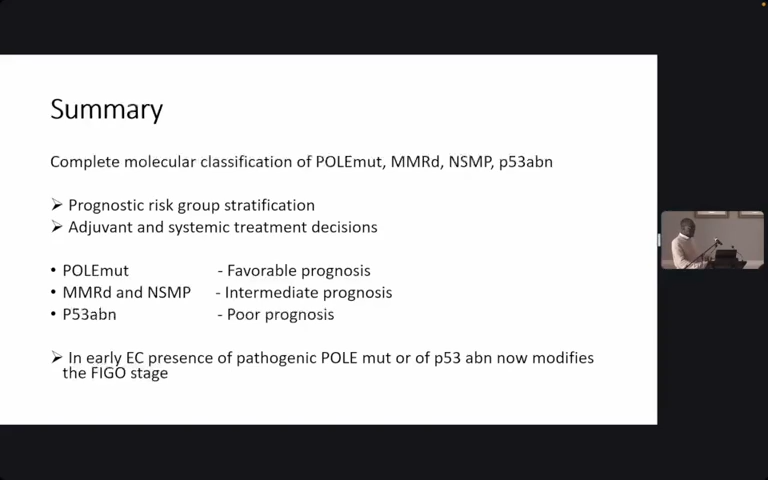 Summary
Complete molecular classification of POLEmut, MMRd, NSMP, p53abn
➢ Prognostic risk group stratification
➢ Adjuvant and systemic treatment decisions
• POLEmut - Favorable prognosis
• MMRd and NSMP - Intermediate prognosis
• P53abn - Poor prognosis
➢ In early EC presence of pathogenic POLE mut or of p53 abn now modifies
the FIGO stage